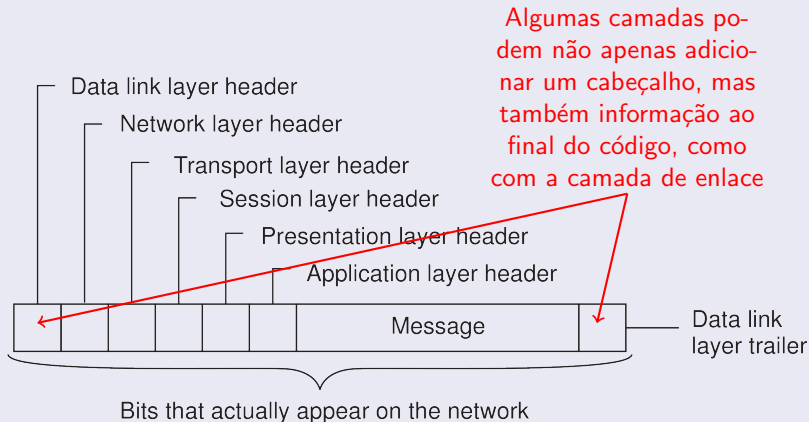 Algumas camadas po-
dem não apenas adicio-
nar um cabeçalho, mas
também informação ao
final do código, como
com a camada de enlace
Data link layer header
Network layer header
Transport layer header
Session layer header
Presentation layer header
Application layer header
Message
Data link
layer trailer
Bits that actually appear on the network